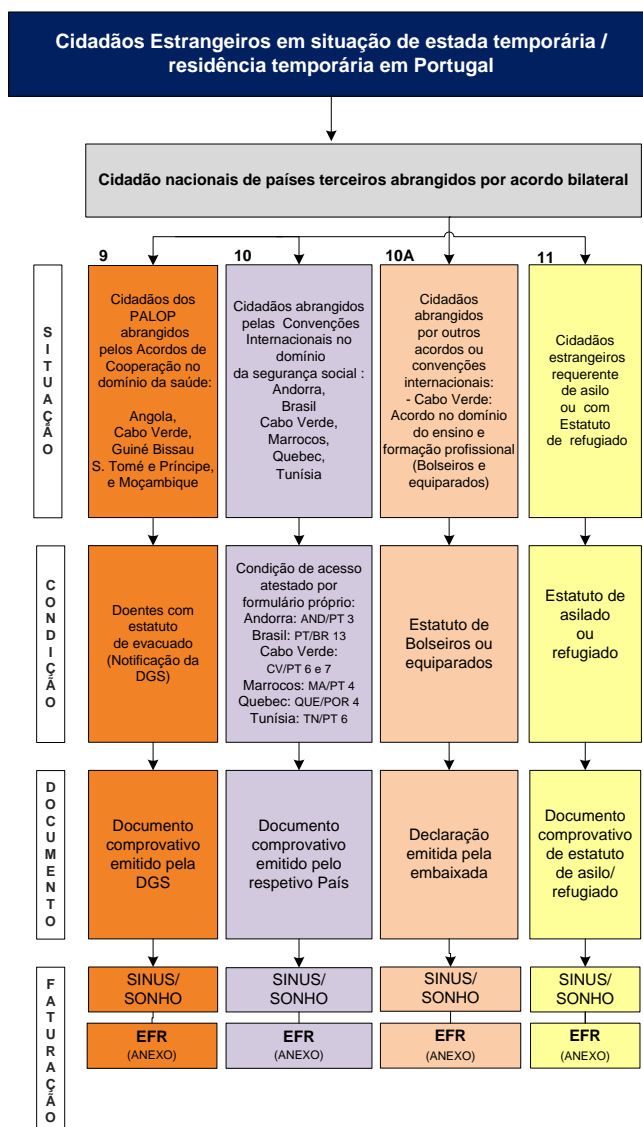 Cidadãos Estrangeiros em situação de estada temporária /
residência temporária em Portugal
Cidadão nacionais de países terceiros abrangidos por acordo bilateral
9
10
10A
11
SITUAÇÃO
Cidadãos dos
PALOP
abrangidos
pelos Acordos de
Cooperação no
domínio da saúde:
Angola,
Cabo Verde,
Guiné Bissau
S. Tomé e Príncipe,
e Moçambique
Cidadãos abrangidos
pelas Convenções
Internacionais no
domínio
da segurança social :
Andorra,
Brasil
Cabo Verde,
Marrocos,
Quebec,
Tunísia
Cidadãos
abrangidos
por outros
acordos ou
convenções
internacionais:
- Cabo Verde:
Acordo no domínio
do ensino e
formação profissional
(Bolseiros e
equiparados)
Cidadãos
estrangeiros
requerente
de asilo
ou com
Estatuto
de refugiado
CONDIÇÃO
Doentes com
estatuto
de evacuado
(Notificação da
DGS)
Condição de acesso
atestado por
formulário próprio:
Andorra: AND/PT 3
Brasil: PT/BR 13
Cabo Verde:
CV/PT 6 e 7
Marrocos: MA/PT 4
Quebec: QUE/POR 4
Tunísia: TN/PT 6
Estatuto de
Bolseiros ou
equiparados
Estatuto de
asilado
ou
refugiado
DOCUMENTO
Documento
comprovativo
emitido pela
DGS
Documento
comprovativo
emitido pelo
respetivo País
Declaração
emitida pela
embaixada
Documento
comprovativo
de estatuto
de asilo/
refugiado
FATURAÇÃO
SINUS/
SONHO
SINUS/
SONHO
SINUS/
SONHO
SINUS/
SONHO
EFR
(ANEXO)
EFR
(ANEXO)
EFR
(ANEXO)
EFR
(ANEXO)